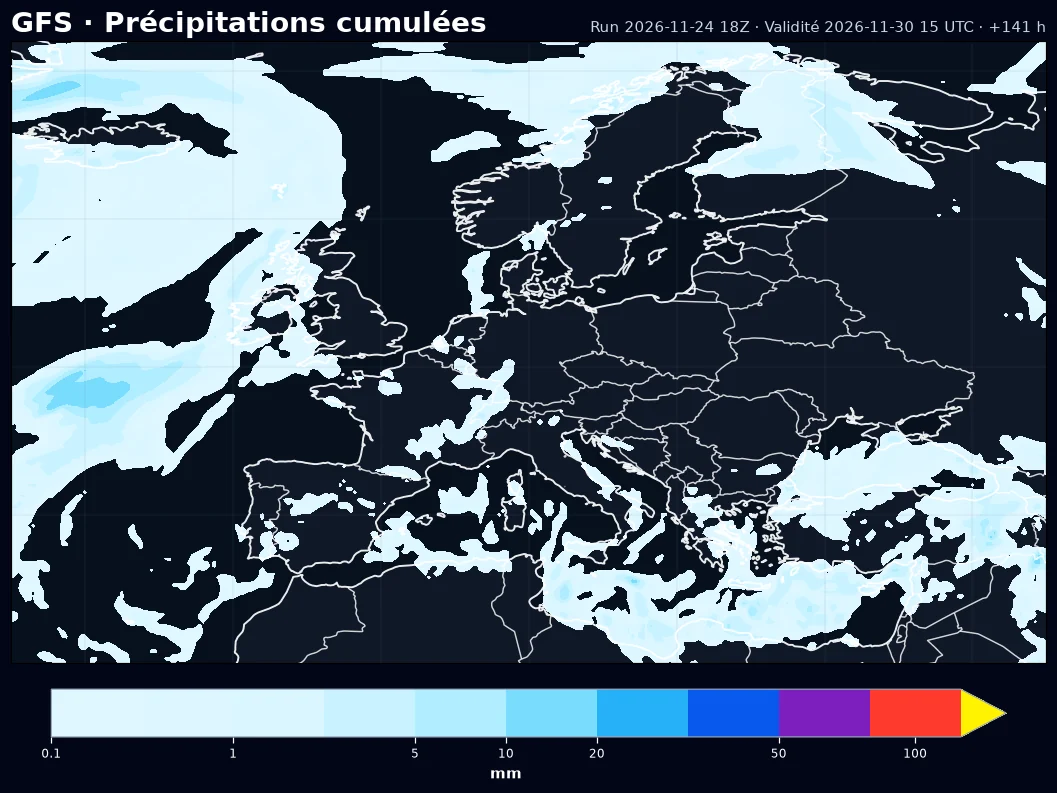 GFS · Précipitations cumulées
Run 2026-11-24 18Z · Validité 2026-11-30 15 UTC · +141 h
0.1 1 5 10 20 50 100
mm